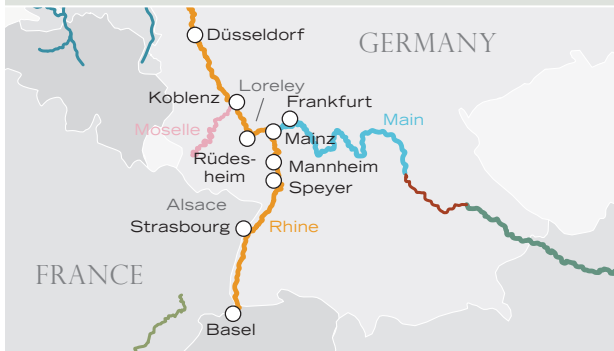 Düsseldorf
GERMANY
Loreley
Koblenz
Frankfurt
Moselle
Main
Mainz
Rüdes-
heim
Mannheim
Speyer
Alsace
Strasbourg
Rhine
FRANCE
Basel